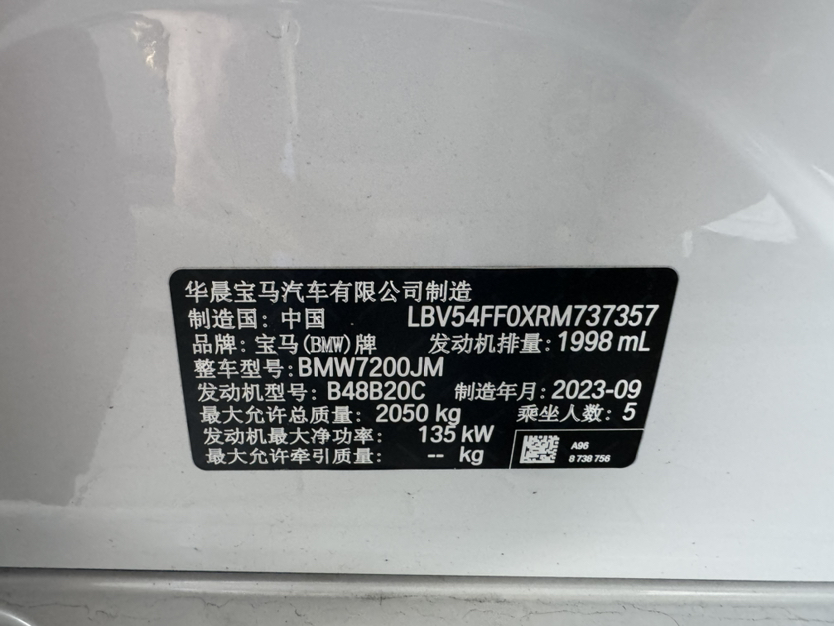 华晨宝马汽车有限公司制造
制造国：中国 LBV54FF0XRM737357
品牌：宝马(BMW)牌 发动机排量：1998 mL
整车型号：BMW7200JM
发动机型号：B48B20C 制造年月：2023-09
最大允许总质量：2050 kg 乘坐人数：5
发动机最大净功率：135 kW
最大允许牵引质量：-- kg
A96
8 738 756